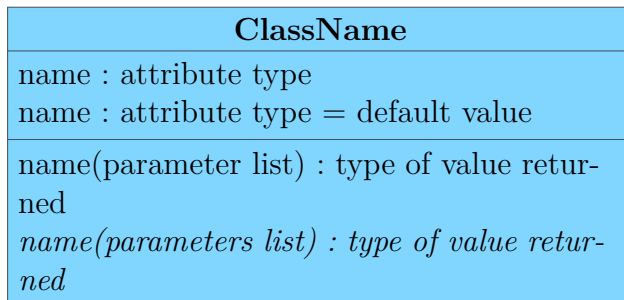 ClassName
name : attribute type
name : attribute type = default value
name(parameter list) : type of value retur-
ned
name(parameters list) : type of value retur-
ned